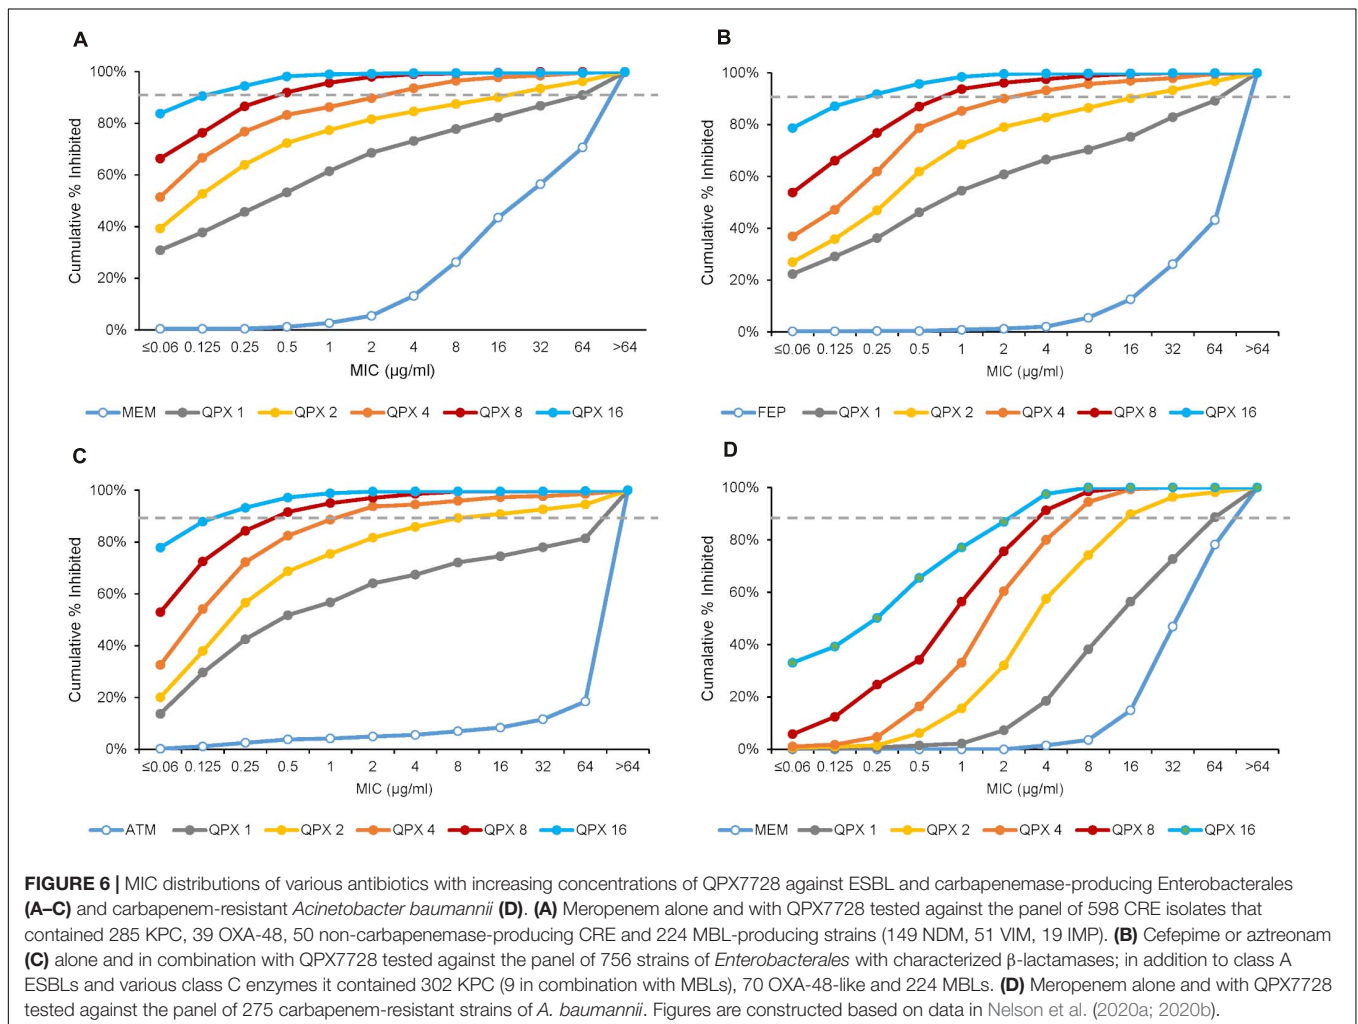 A
Cumulative % Inhibited
100%
80%
60%
40%
20%
0%
≤0.06 0.125 0.25 0.5 1 2 4 8 16 32 64 >64
MIC (µg/ml)
MEM QPX 1 QPX 2 QPX 4 QPX 8 QPX 16
B
Cumulative % Inhibited
100%
80%
60%
40%
20%
0%
≤0.06 0.125 0.25 0.5 1 2 4 8 16 32 64 >64
MIC (µg/ml)
FEP QPX 1 QPX 2 QPX 4 QPX 8 QPX 16
C
Cumulative % Inhibited
100%
80%
60%
40%
20%
0%
≤0.06 0.125 0.25 0.5 1 2 4 8 16 32 64 >64
MIC (µg/ml)
ATM QPX 1 QPX 2 QPX 4 QPX 8 QPX 16
D
Cumalative % Inhibited
100%
80%
60%
40%
20%
0%
≤0.06 0.125 0.25 0.5 1 2 4 8 16 32 64 >64
MIC (µg/ml)
MEM QPX 1 QPX 2 QPX 4 QPX 8 QPX 16
FIGURE 6 | MIC distributions of various antibiotics with increasing concentrations of QPX7728 against ESBL and carbapenemase-producing Enterobacterales
(A–C) and carbapenem-resistant Acinetobacter baumannii (D). (A) Meropenem alone and with QPX7728 tested against the panel of 598 CRE isolates that
contained 285 KPC, 39 OXA-48, 50 non-carbapenemase-producing CRE and 224 MBL-producing strains (149 NDM, 51 VIM, 19 IMP). (B) Cefepime or aztreonam
(C) alone and in combination with QPX7728 tested against the panel of 756 strains of Enterobacterales with characterized β-lactamases; in addition to class A
ESBLs and various class C enzymes it contained 302 KPC (9 in combination with MBLs), 70 OXA-48-like and 224 MBLs. (D) Meropenem alone and with QPX7728
tested against the panel of 275 carbapenem-resistant strains of A. baumannii. Figures are constructed based on data in Nelson et al. (2020a; 2020b).